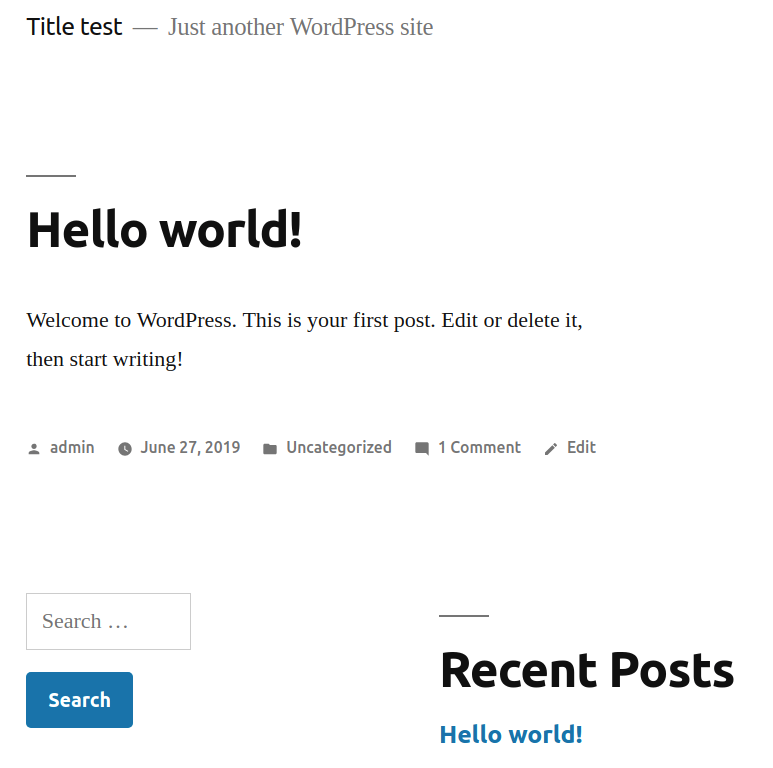 Title test — Just another WordPress site
Hello world!
Welcome to WordPress. This is your first post. Edit or delete it,
then start writing!
admin June 27, 2019 Uncategorized 1 Comment Edit
Search …
Search
Recent Posts
Hello world!